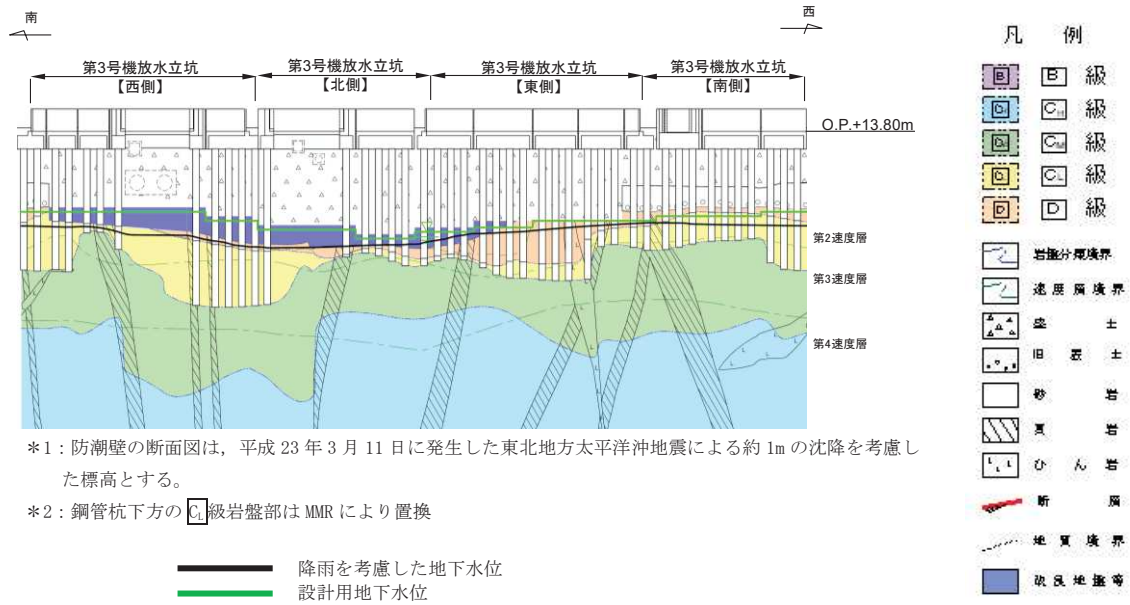 南
西
第3号機放水立坑
【西側】
第3号機放水立坑
【北側】
第3号機放水立坑
【東側】
第3号機放水立坑
【南側】
O.P.+13.80m
第2速度層
第3速度層
第4速度層
*1：防潮壁の断面図は，平成 23 年 3 月 11 日に発生した東北地方太平洋沖地震による約 1m の沈降を考慮し
た標高とする。
*2：鋼管杭下方の CL級岩盤部は MMR により置換
降雨を考慮した地下水位
設計用地下水位
凡 例
B B 級
CH CH 級
CM CM 級
CL CL 級
D D 級
岩盤分類境界
速度層境界
盛土
旧表土
砂岩
頁岩
ひん岩
断層
地質境界
改良地盤等